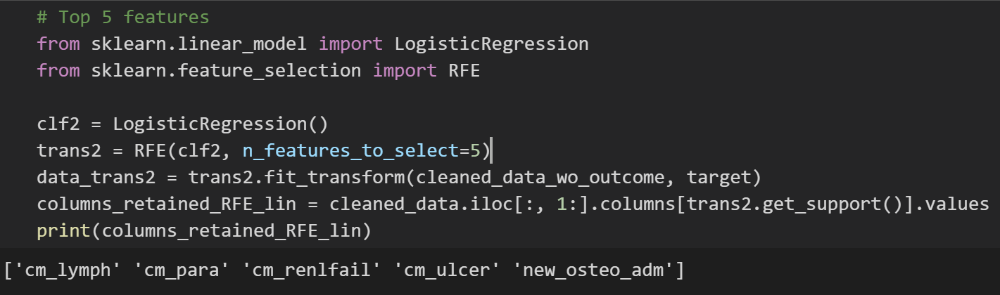 # Top 5 features
from sklearn.linear_model import LogisticRegression
from sklearn.feature_selection import RFE
clf2 = LogisticRegression()
trans2 = RFE(clf2, n_features_to_select=5)
data_trans2 = trans2.fit_transform(cleaned_data_wo_outcome, target)
columns_retained_RFE_lin = cleaned_data.iloc[:, 1:].columns[trans2.get_support()].values
print(columns_retained_RFE_lin)
['cm_lymph' 'cm_para' 'cm_renlfail' 'cm_ulcer' 'new_osteo_adm']